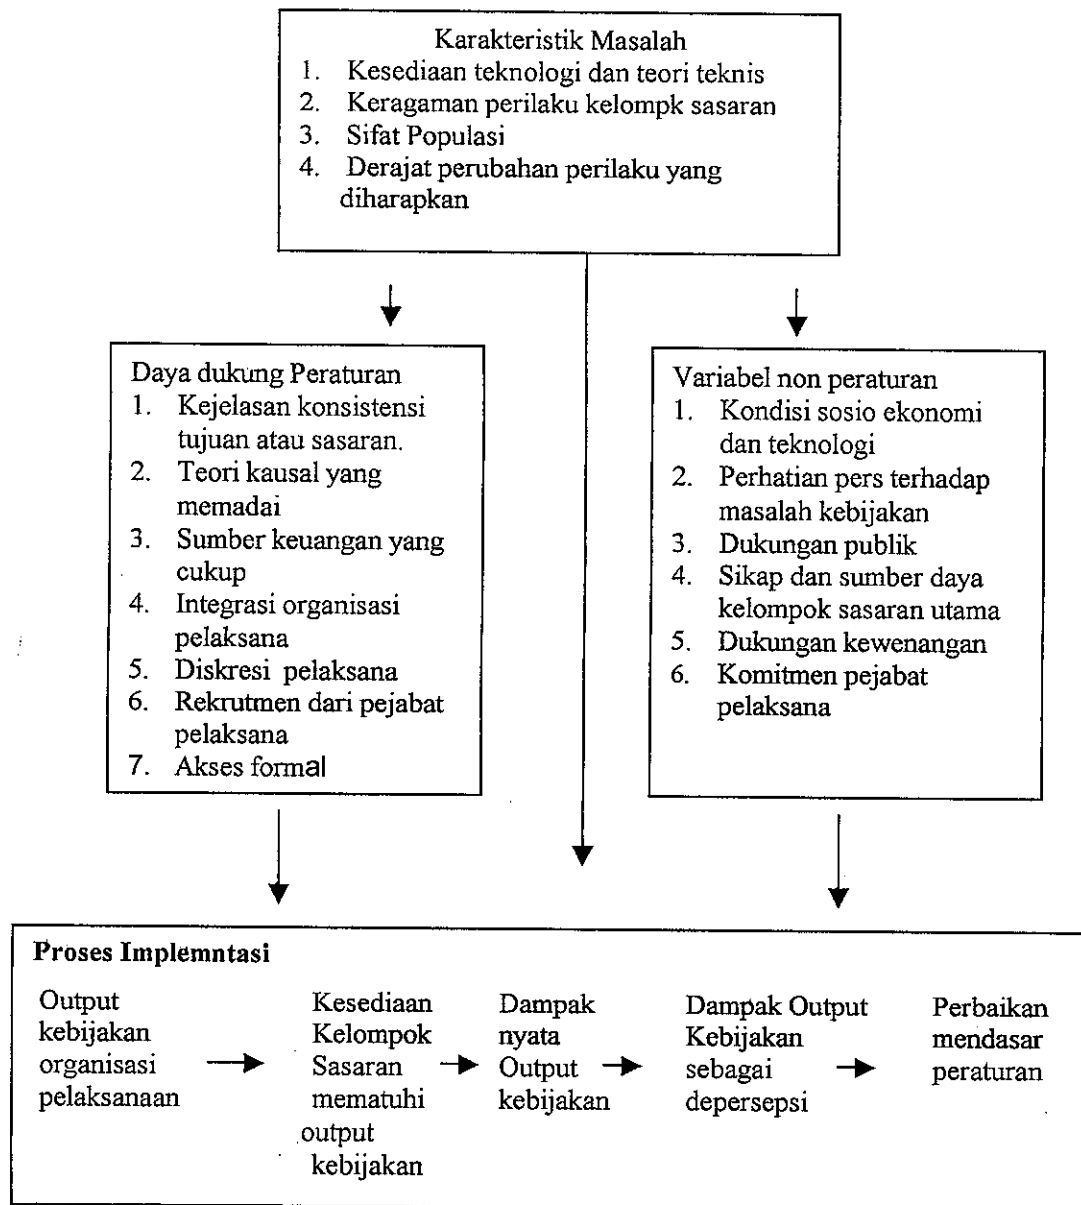 Karakteristik Masalah
1. Kesediaan teknologi dan teori teknis
2. Keragaman perilaku kelompk sasaran
3. Sifat Populasi
4. Derajat perubahan perilaku yang
diharapkan
Daya dukung Peraturan
1. Kejelasan konsistensi
tujuan atau sasaran.
2. Teori kausal yang
memadai
3. Sumber keuangan yang
cukup
4. Integrasi organisasi
pelaksana
5. Diskresi pelaksana
6. Rekrutmen dari pejabat
pelaksana
7. Akses formal
Variabel non peraturan
1. Kondisi sosio ekonomi
dan teknologi
2. Perhatian pers terhadap
masalah kebijakan
3. Dukungan publik
4. Sikap dan sumber daya
kelompok sasaran utama
5. Dukungan kewenangan
6. Komitmen pejabat
pelaksana
Proses Implemntasi
Output
kebijakan
organisasi
pelaksanaan
Kesediaan
Kelompok
Sasaran
mematuhi
output
kebijakan
Dampak
nyata
Output
kebijakan
Dampak Output
Kebijakan
sebagai
depersepsi
Perbaikan
mendasar
peraturan